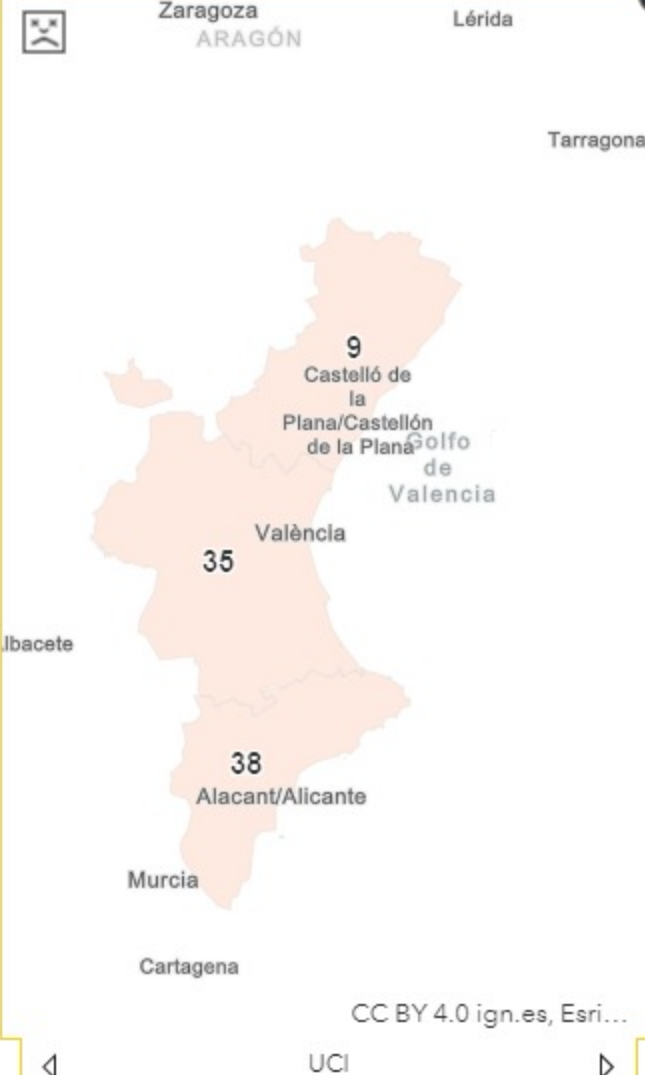 Zaragoza
ARAGÓN
Lérida
Tarragona
9
Castelló de
la
Plana/Castellón
de la Plana
Golfo
de
Valencia
València
35
lbacete
38
Alacant/Alicante
Murcia
Cartagena
CC BY 4.0 ign.es, Esri...
UCI